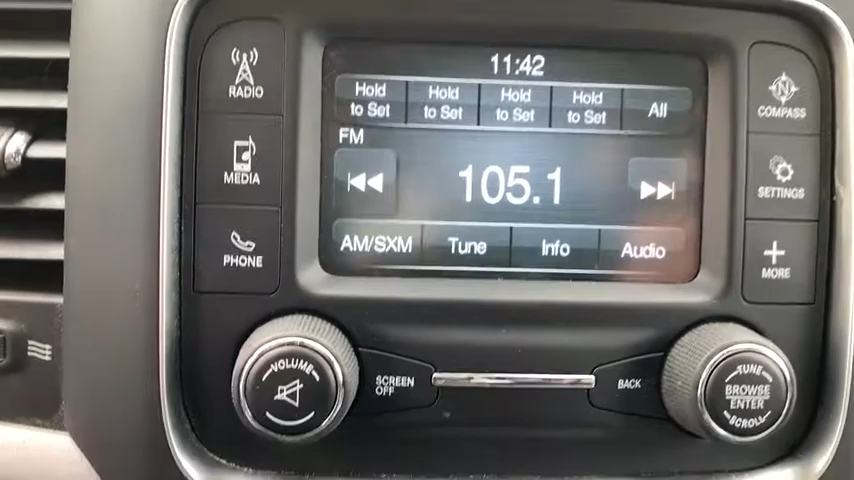 11:42
Hold to Set
Hold to Set
Hold to Set
Hold to Set
All
FM
105.1
AM/SXM
Tune
Info
Audio
RADIO
MEDIA
PHONE
N
COMPASS
SETTINGS
MORE
VOLUME
SCREEN
OFF
BACK
TUNE
BROWSE
ENTER
SCROLL